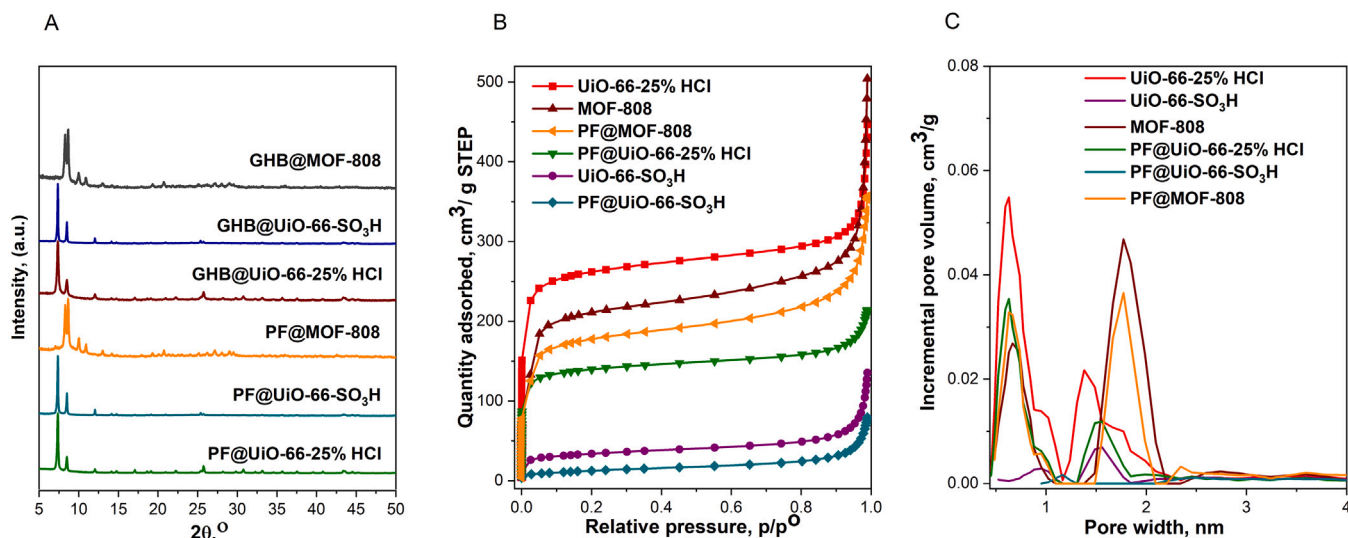 A
GHB@MOF-808
GHB@UiO-66-SO₃H
GHB@UiO-66-25% HCl
PF@MOF-808
PF@UiO-66-SO₃H
PF@UiO-66-25% HCl
Intensity, (a.u.)
5 10 15 20 25 30 35 40 45 50
2θ,º
B
500
450
400
350
300
250
200
150
100
50
0
UiO-66-25% HCl
MOF-808
PF@MOF-808
PF@UiO-66-25% HCl
UiO-66-SO₃H
PF@UiO-66-SO₃H
Quantity adsorbed, cm³/ g STEP
0.0 0.2 0.4 0.6 0.8 1.0
Relative pressure, p/pº
C
0.08
0.06
0.04
0.02
0.00
UiO-66-25% HCl
UiO-66-SO₃H
MOF-808
PF@UiO-66-25% HCl
PF@UiO-66-SO₃H
PF@MOF-808
Incremental pore volume, cm³/g
1 2 3 4
Pore width, nm